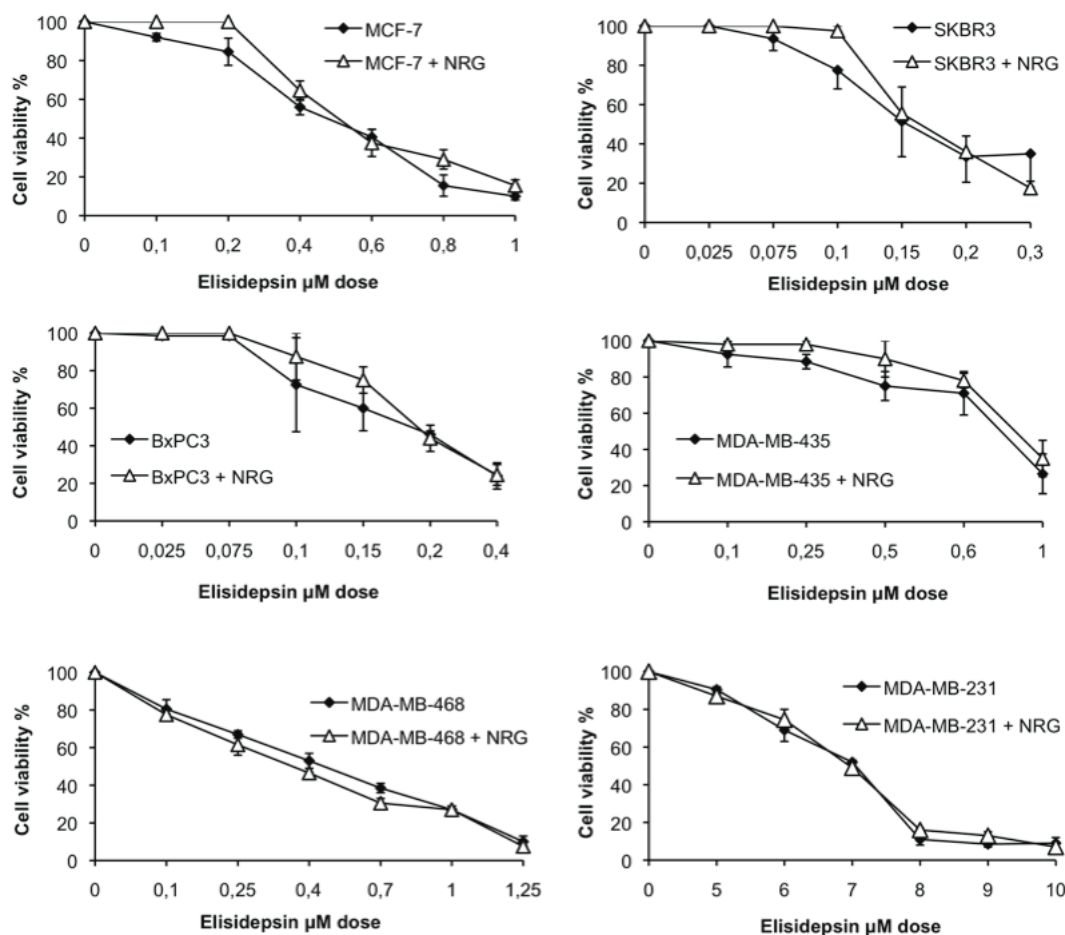 Cell viability %
100
80
60
40
20
0
MCF-7
MCF-7 + NRG
0 0,1 0,2 0,4 0,6 0,8 1
Elisidepsin µM dose
Cell viability %
100
80
60
40
20
0
SKBR3
SKBR3 + NRG
0 0,025 0,075 0,1 0,15 0,2 0,3
Elisidepsin µM dose
Cell viability %
100
80
60
40
20
0
BxPC3
BxPC3 + NRG
0 0,025 0,075 0,1 0,15 0,2 0,4
Elisidepsin µM dose
Cell viability %
100
80
60
40
20
0
MDA-MB-435
MDA-MB-435 + NRG
0 0,1 0,25 0,5 0,6 1
Elisidepsin µM dose
Cell viability %
100
80
60
40
20
0
MDA-MB-468
MDA-MB-468 + NRG
0 0,1 0,25 0,4 0,7 1 1,25
Elisidepsin µM dose
Cell viability %
100
80
60
40
20
0
MDA-MB-231
MDA-MB-231 + NRG
0 5 6 7 8 9 10
Elisidepsin µM dose